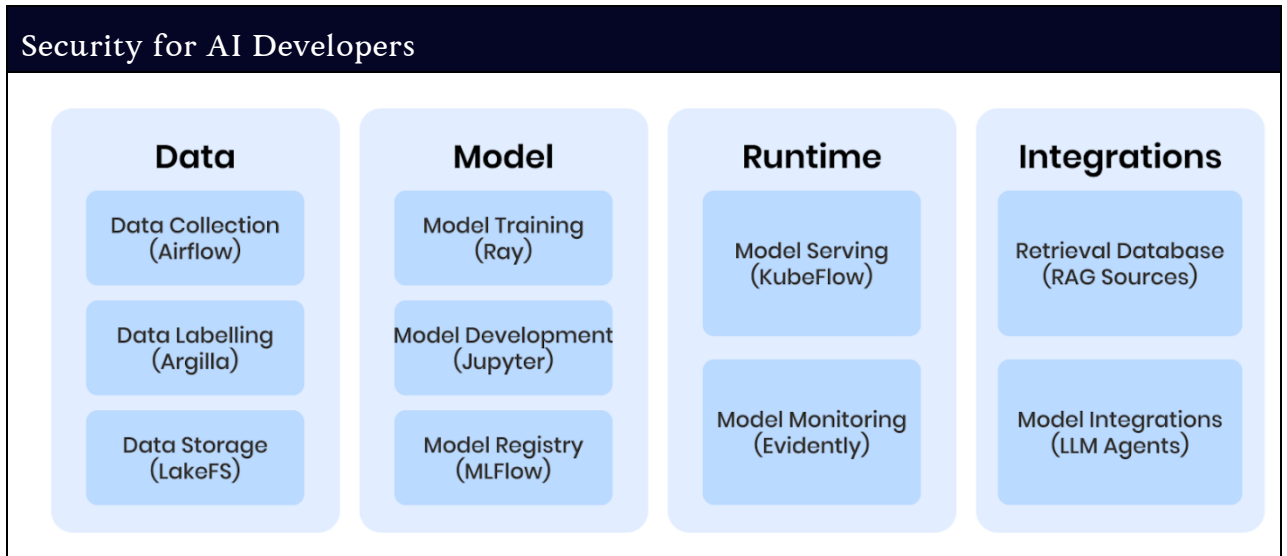 Security for AI Developers
Data
Data Collection
(Airflow)
Data Labelling
(Argilla)
Data Storage
(LakeFS)
Model
Model Training
(Ray)
Model Development
(Jupyter)
Model Registry
(MLFlow)
Runtime
Model Serving
(KubeFlow)
Model Monitoring
(Evidently)
Integrations
Retrieval Database
(RAG Sources)
Model Integrations
(LLM Agents)